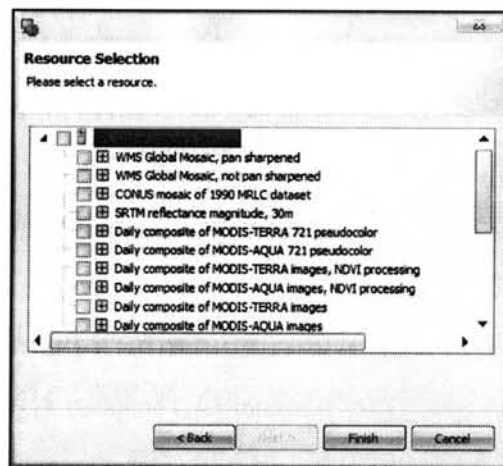 Resource Selection
Please select a resource.
WMS Global Mosaic, pan sharpened
WMS Global Mosaic, not pan sharpened
CONUS mosaic of 1990 MRLC dataset
SRTM reflectance magnitude, 30m
Daily composite of MODIS-TERRA 721 pseudocolor
Daily composite of MODIS-AQUA 721 pseudocolor
Daily composite of MODIS-TERRA images, NDVI processing
Daily composite of MODIS-AQUA images, NDVI processing
Daily composite of MODIS-TERRA images
Daily composite of MODIS-AQUA images
< Back
Finish
Cancel